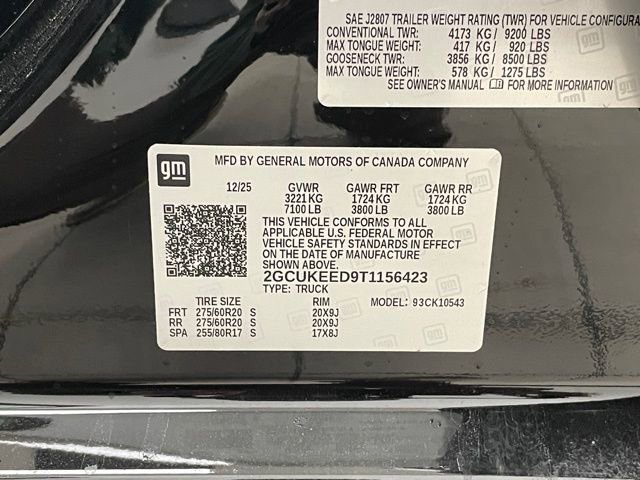 SAE J2807 TRAILER WEIGHT RATING (TWR) FOR VEHICLE CONFIGURA
CONVENTIONAL TWR: 4173 KG / 9200 LBS
MAX TONGUE WEIGHT: 417 KG / 920 LBS
GOOSENECK TWR: 3856 KG / 8500 LBS
MAX TONGUE WEIGHT: 578 KG / 1275 LBS
SEE OWNER'S MANUAL gm FOR MORE INFORMATION
gm
MFD BY GENERAL MOTORS OF CANADA COMPANY
12/25 GVWR GAWR FRT GAWR RR
3221 KG 1724 KG 1724 KG
7100 LB 3800 LB 3800 LB
THIS VEHICLE CONFORMS TO ALL
APPLICABLE U.S. FEDERAL MOTOR
VEHICLE SAFETY STANDARDS IN EFFECT
ON THE DATE OF MANUFACTURE
SHOWN ABOVE.
2GCUKEED9T1156423
TYPE: TRUCK
TIRE SIZE RIM MODEL: 93CK10543
FRT 275/60R20 S 20X9J
RR 275/60R20 S 20X9J
SPA 255/80R17 S 17X8J